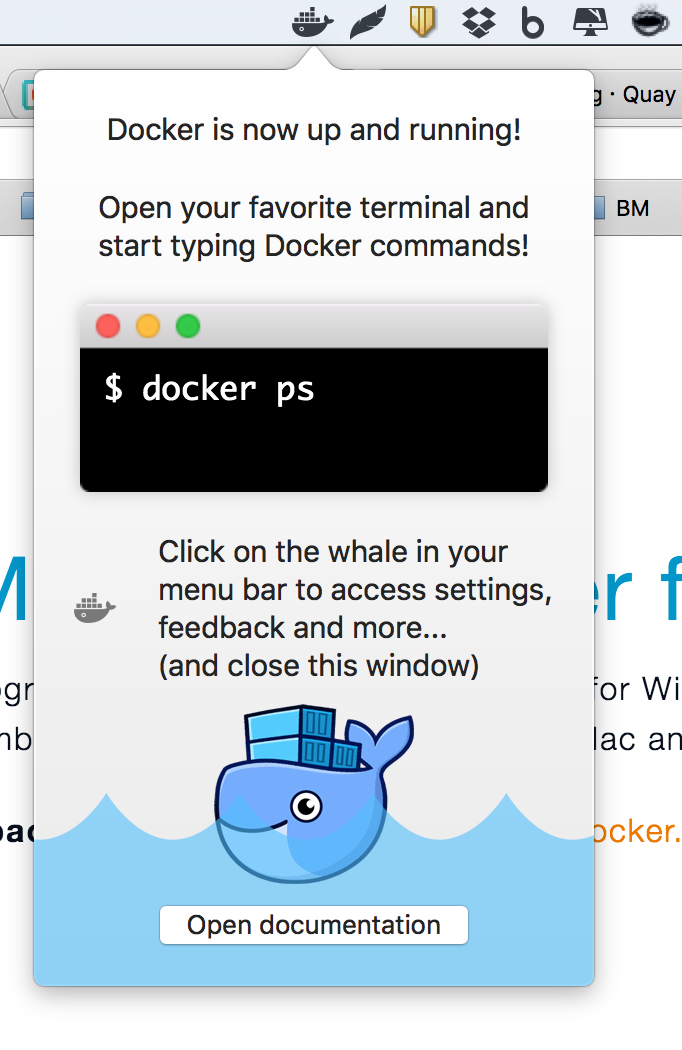 g · Quay
Docker is now up and running!
BM
Open your favorite terminal and
start typing Docker commands!
$ docker ps
Click on the whale in your
menu bar to access settings,
feedback and more...
(and close this window)
M
er f
ogr
for Wi
mb
lac an
pac
ocker.
Open documentation